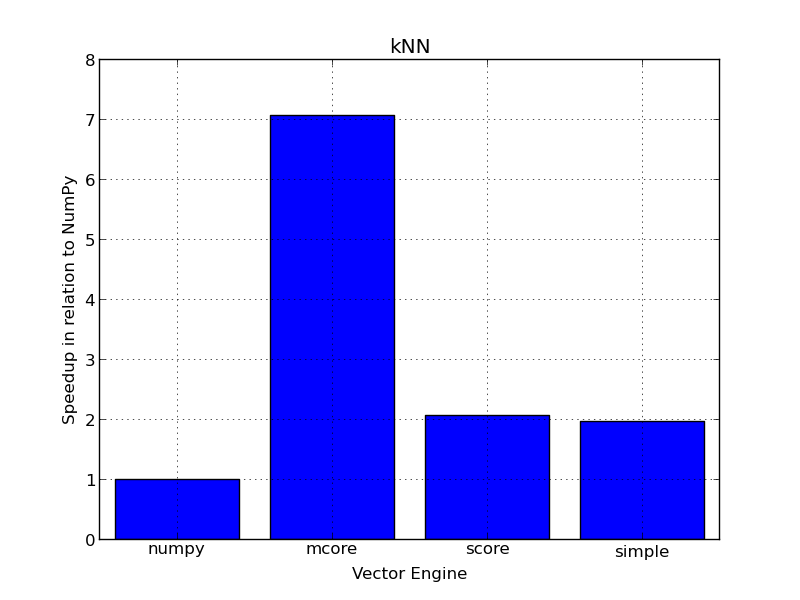 kNN
8
7
6
5
4
3
2
1
0
Speedup in relation to NumPy
numpy mcore score simple
Vector Engine